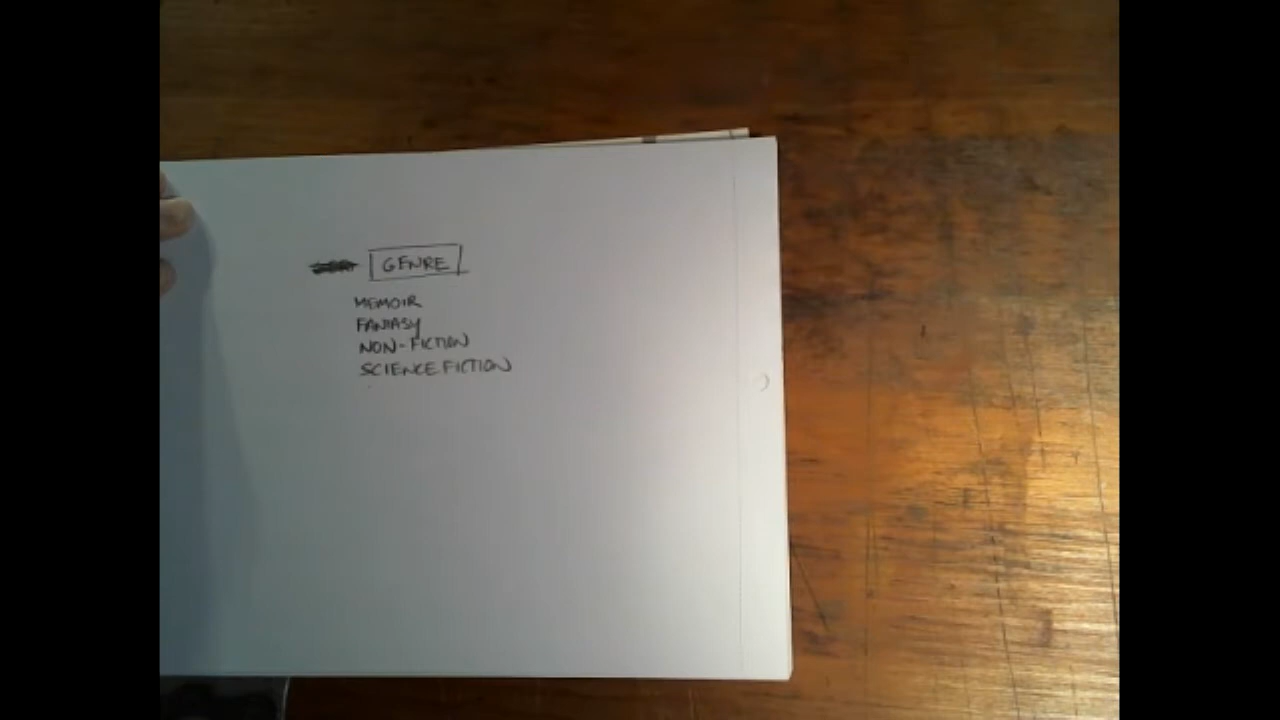 GENRE
MEMOIR
FANTASY
NON-FICTION
SCIENCE FICTION